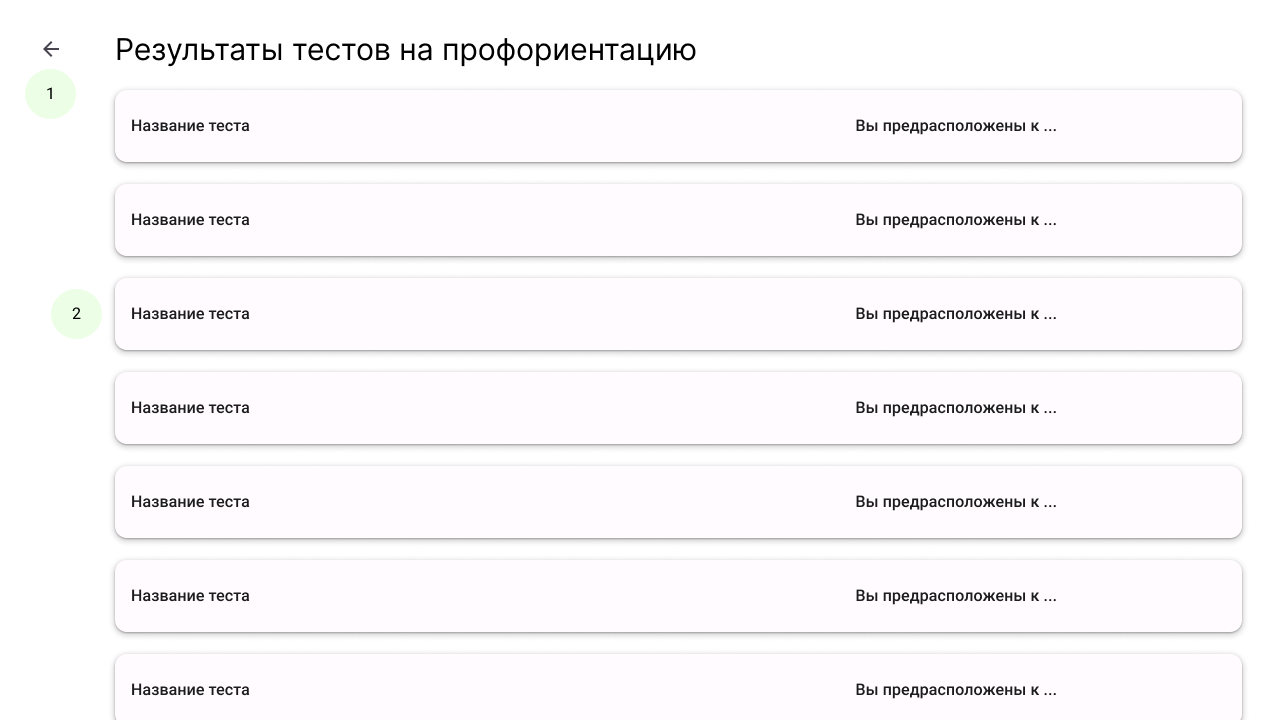 Результаты тестов на профориентацию
1
Название теста Вы предрасположены к ...
Название теста Вы предрасположены к ...
2 Название теста Вы предрасположены к ...
Название теста Вы предрасположены к ...
Название теста Вы предрасположены к ...
Название теста Вы предрасположены к ...
Название теста Вы предрасположены к ...